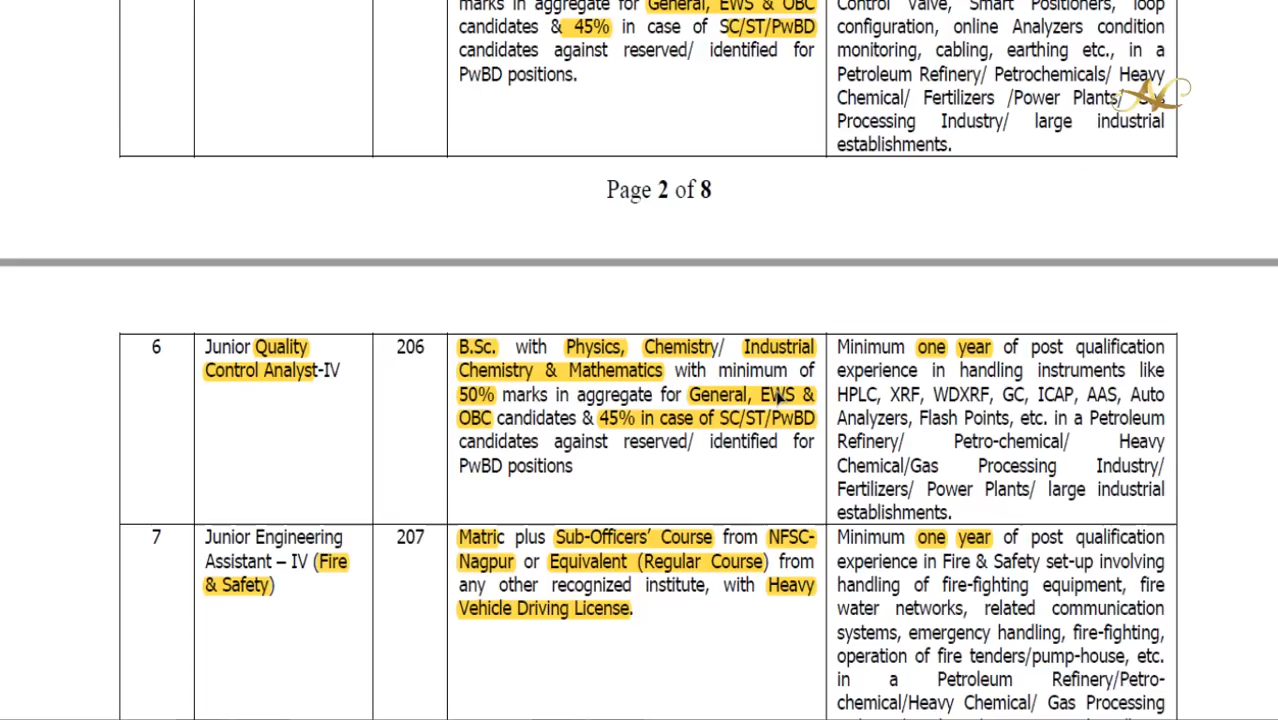 marks in aggregate for General, EWS & OBC
candidates & 45% in case of SC/ST/PwBD
candidates against reserved/ identified for
PwBD positions.
Control Valve, Smart Positioners, loop
configuration, online Analyzers condition
monitoring, cabling, earthing etc., in a
Petroleum Refinery/ Petrochemicals/ Heavy
Chemical/ Fertilizers /Power Plants/ Gas
Processing Industry/ large industrial
establishments.
AC
Page 2 of 8
6
Junior Quality
Control Analyst-IV
206
B.Sc. with Physics, Chemistry/ Industrial
Chemistry & Mathematics with minimum of
50% marks in aggregate for General, EWS &
OBC candidates & 45% in case of SC/ST/PwBD
candidates against reserved/ identified for
PwBD positions
Minimum one year of post qualification
experience in handling instruments like
HPLC, XRF, WDXRF, GC, ICAP, AAS, Auto
Analyzers, Flash Points, etc. in a Petroleum
Refinery/ Petro-chemical/ Heavy
Chemical/Gas Processing Industry/
Fertilizers/ Power Plants/ large industrial
establishments.
7
Junior Engineering
Assistant – IV (Fire
& Safety)
207
Matric plus Sub-Officers’ Course from NFSC-
Nagpur or Equivalent (Regular Course) from
any other recognized institute, with Heavy
Vehicle Driving License.
Minimum one year of post qualification
experience in Fire & Safety set-up involving
handling of fire-fighting equipment, fire
water networks, related communication
systems, emergency handling, fire-fighting,
operation of fire tenders/pump-house, etc.
in a Petroleum Refinery/Petro-
chemical/Heavy Chemical/ Gas Processing